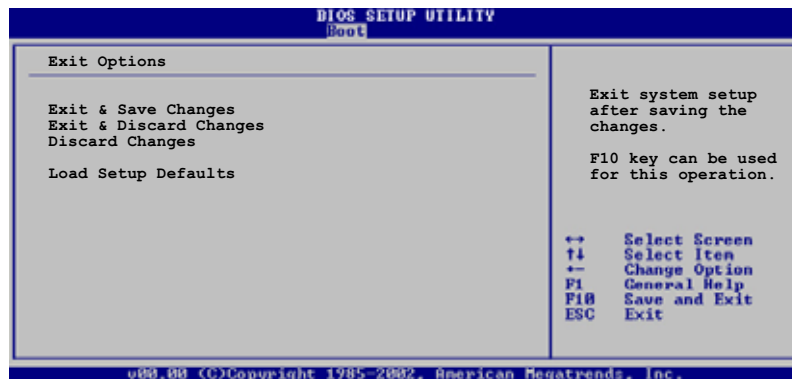 BIOS SETUP UTILITY
Boot
Exit Options
Exit & Save Changes
Exit & Discard Changes
Discard Changes
Load Setup Defaults
Exit system setup
after saving the
changes.
F10 key can be used
for this operation.
↔ Select Screen
↑↓ Select Item
+- Change Option
F1 General Help
F10 Save and Exit
ESC Exit
v00.00 (C)Copyright 1985-2002, American Megatrends, Inc.